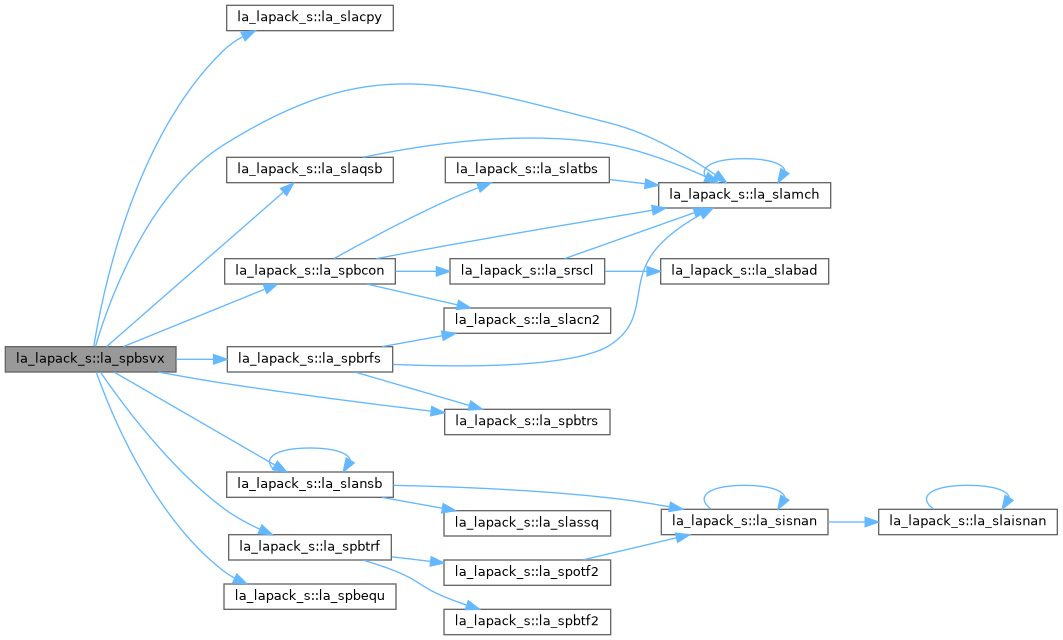 la_lapack_s::la_slacpy
la_lapack_s::la_slaqsb
la_lapack_s::la_slatbs
la_lapack_s::la_slamch
la_lapack_s::la_spbcon
la_lapack_s::la_srscl
la_lapack_s::la_slabad
la_lapack_s::la_slacn2
la_lapack_s::la_spbsvx
la_lapack_s::la_spbrfs
la_lapack_s::la_spbtrs
la_lapack_s::la_slansb
la_lapack_s::la_slassq
la_lapack_s::la_sisnan
la_lapack_s::la_slaisnan
la_lapack_s::la_spbtrf
la_lapack_s::la_spotf2
la_lapack_s::la_spbequ
la_lapack_s::la_spbtf2